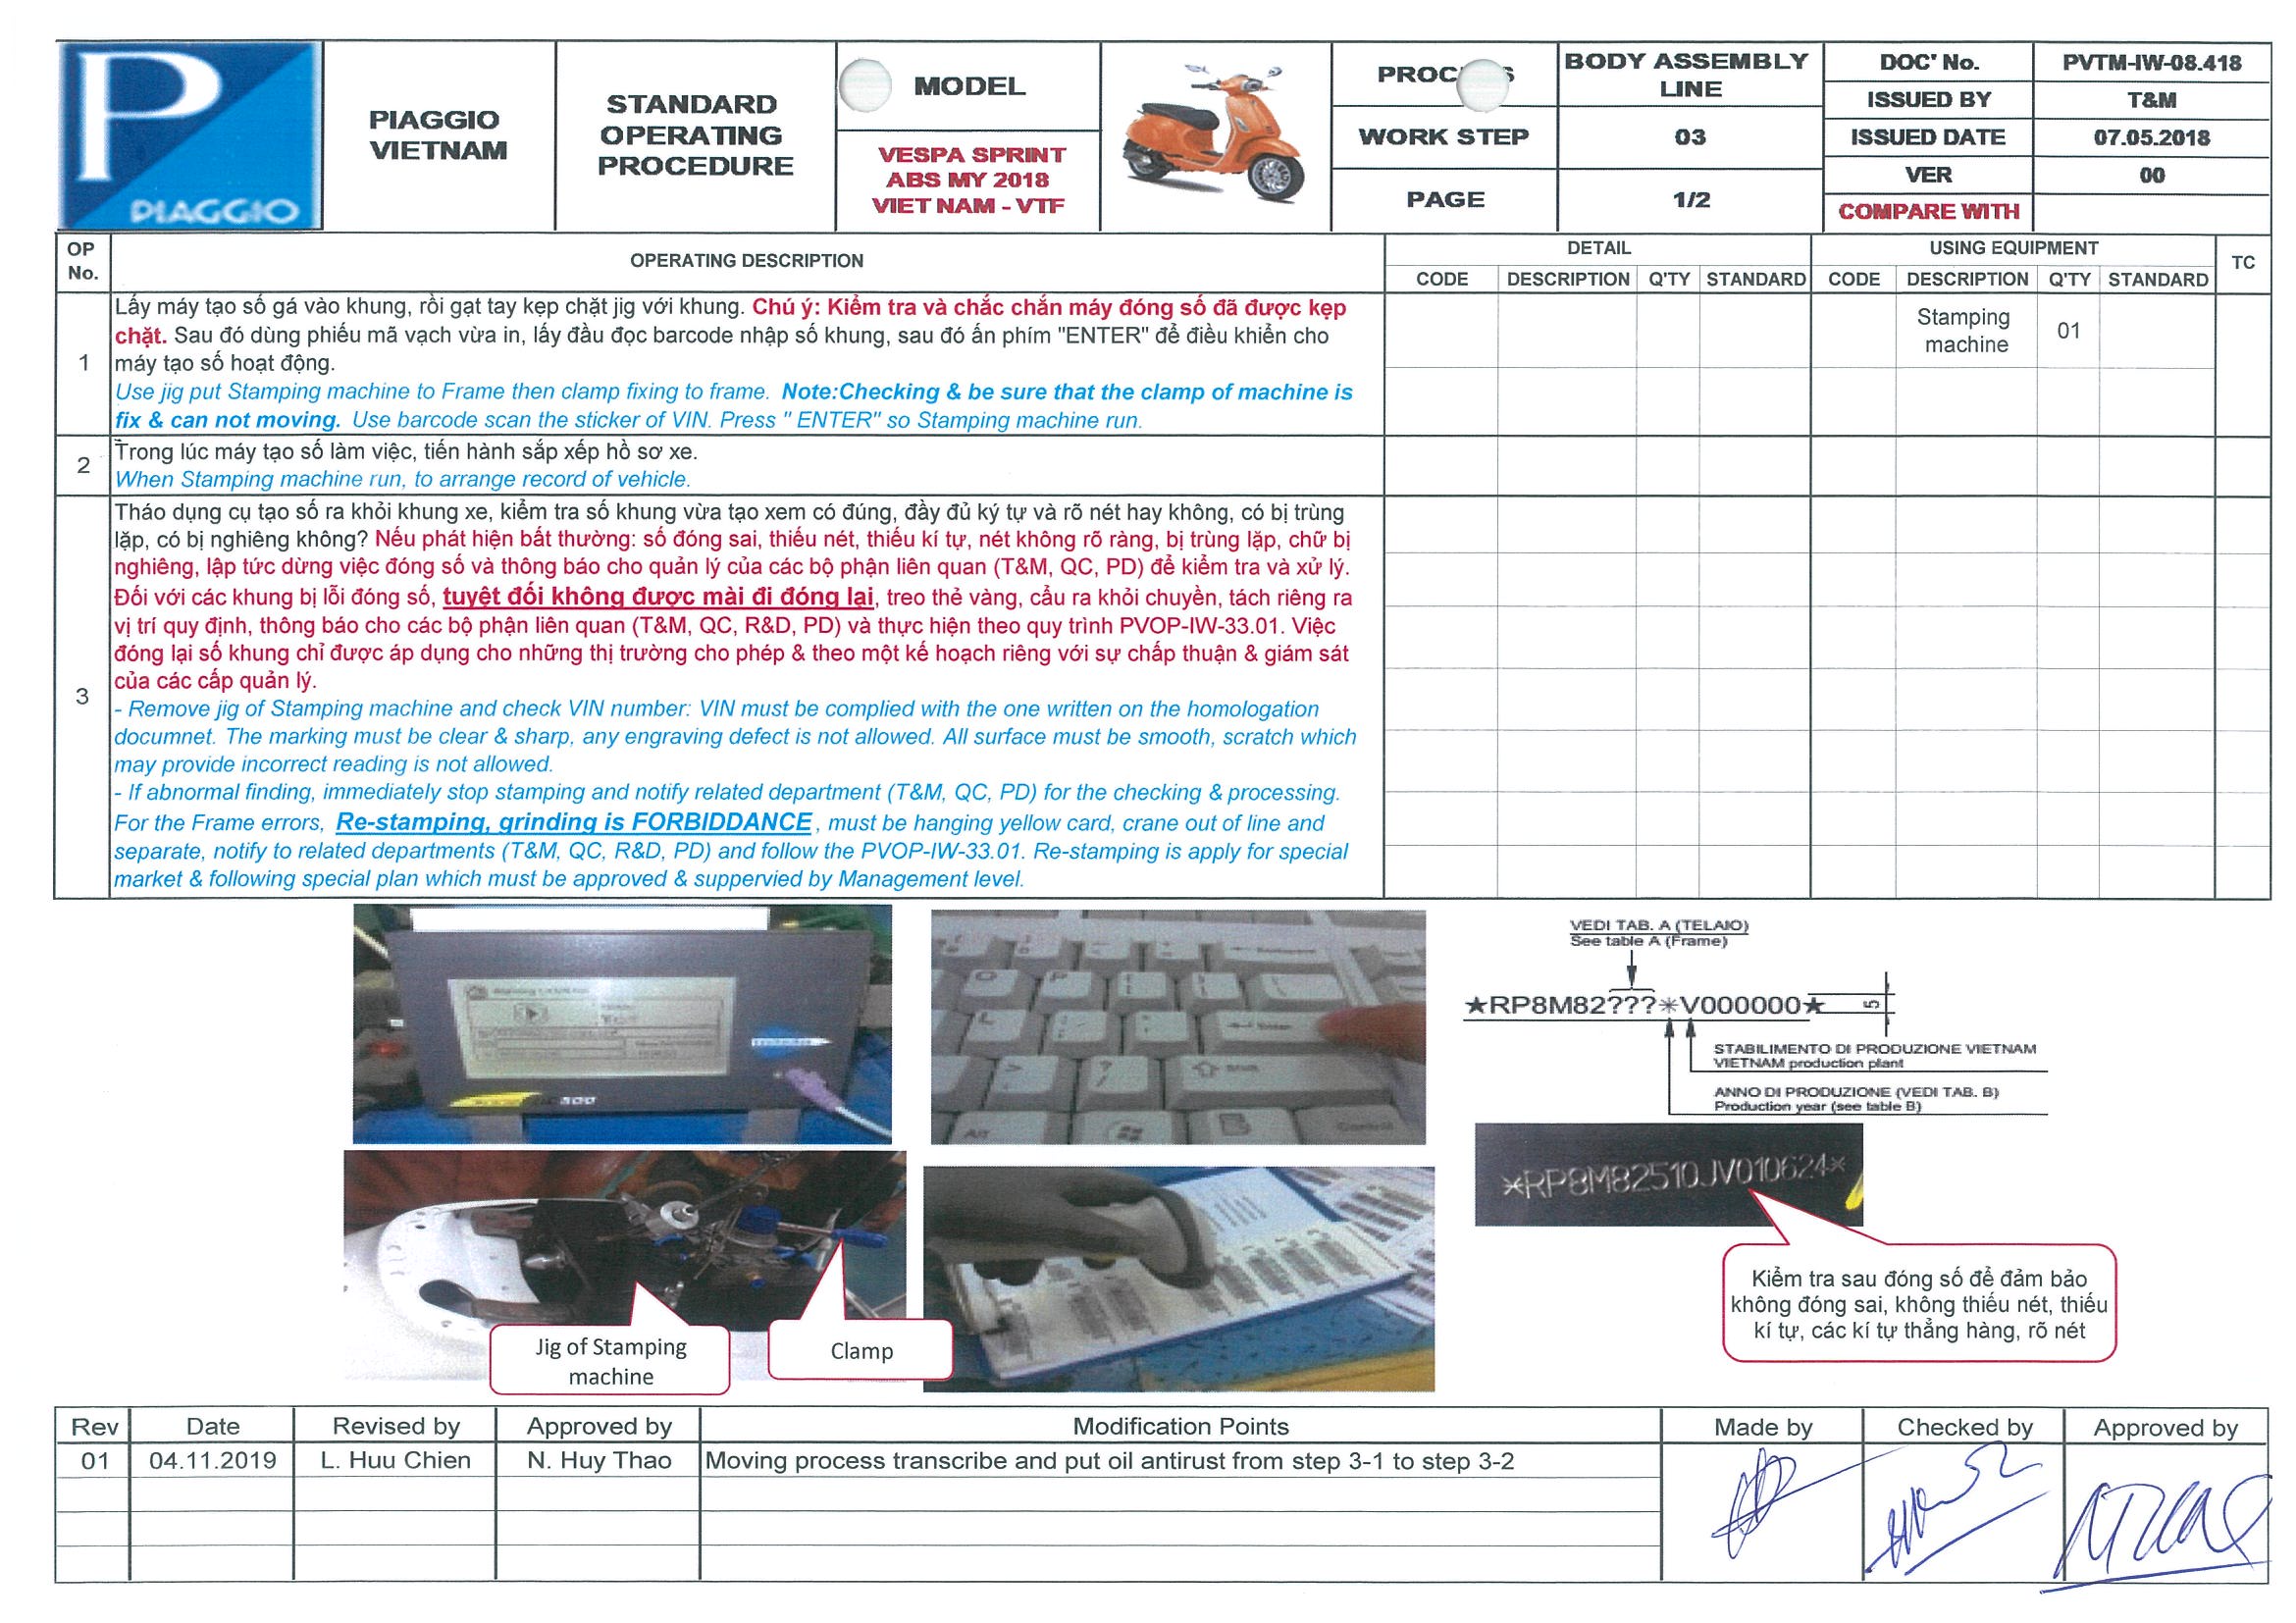 PIAGGIO
PIAGGIO
VIETNAM
STANDARD
OPERATING
PROCEDURE
MODEL
VESPA SPRINT
ABS MY 2018
VIET NAM - VTF
BODY ASSEMBLY
LINE
WORK STEP
03
PAGE
1/2
DOC' No.
PVTM-IW-08.418
ISSUED BY
T&M
ISSUED DATE
07.05.2018
VER
00
COMPARE WITH
OP
No.
OPERATING DESCRIPTION
DETAIL
USING EQUIPMENT
TC
CODE
DESCRIPTION
Q'TY
STANDARD
CODE
DESCRIPTION
Q'TY
STANDARD
1
Lấy máy tạo số gá vào khung, rồi gạt tay kẹp chặt jig với khung. Chú ý: Kiểm tra và chắc chắn máy đóng số đã được kẹp
chặt. Sau đó dùng phiếu mã vạch vừa in, lấy đầu đọc barcode nhập số khung, sau đó ấn phím "ENTER" để điều khiển cho
máy tạo số hoạt động.
Use jig put Stamping machine to Frame then clamp fixing to frame. Note:Checking & be sure that the clamp of machine is
fix & can not moving. Use barcode scan the sticker of VIN. Press " ENTER" so Stamping machine run.
Stamping
machine
01
2
Trong lúc máy tạo số làm việc, tiến hành sắp xếp hồ sơ xe.
When Stamping machine run, to arrange record of vehicle.
3
Tháo dụng cụ tạo số ra khỏi khung xe, kiểm tra số khung vừa tạo xem có đúng, đầy đủ ký tự và rõ nét hay không, có bị trùng
lặp, có bị nghiêng không? Nếu phát hiện bất thường: số đóng sai, thiếu nét, thiếu kí tự, nét không rõ ràng, bị trùng lặp, chữ bị
nghiêng, lập tức dừng việc đóng số và thông báo cho quản lý của các bộ phận liên quan (T&M, QC, PD) để kiểm tra và xử lý.
Đối với các khung bị lỗi đóng số, tuyệt đối không được mài đi đóng lại, treo thẻ vàng, cẩu ra khỏi chuyền, tách riêng ra
vị trí quy định, thông báo cho các bộ phận liên quan (T&M, QC, R&D, PD) và thực hiện theo quy trình PVOP-IW-33.01. Việc
đóng lại số khung chỉ được áp dụng cho những thị trường cho phép & theo một kế hoạch riêng với sự chấp thuận & giám sát
của các cấp quản lý.
- Remove jig of Stamping machine and check VIN number: VIN must be complied with the one written on the homologation
documnet. The marking must be clear & sharp, any engraving defect is not allowed. All surface must be smooth, scratch which
may provide incorrect reading is not allowed.
- If abnormal finding, immediately stop stamping and notify related department (T&M, QC, PD) for the checking & processing.
For the Frame errors, Re-stamping, grinding is FORBIDDANCE, must be hanging yellow card, crane out of line and
separate, notify to related departments (T&M, QC, R&D, PD) and follow the PVOP-IW-33.01. Re-stamping is apply for special
market & following special plan which must be approved & suppervied by Management level.
VEDI TAB. A (TELAIO)
See table A (Frame)
★RP8M82???*V000000★
5
STABILIMENTO DI PRODUZIONE VIETNAM
VIETNAM production plant
ANNO DI PRODUZIONE (VEDI TAB. B)
Production year (see table B)
O
P
L
Enter
Shift
Alt
Control
*RP8M82510JV010624*
Kiểm tra sau đóng số để đảm bảo
không đóng sai, không thiếu nét, thiếu
kí tự, các kí tự thẳng hàng, rõ nét
Jig of Stamping
machine
Clamp
Rev
Date
Revised by
Approved by
Modification Points
Made by
Checked by
Approved by
01
04.11.2019
L. Huu Chien
N. Huy Thao
Moving process transcribe and put oil antirust from step 3-1 to step 3-2